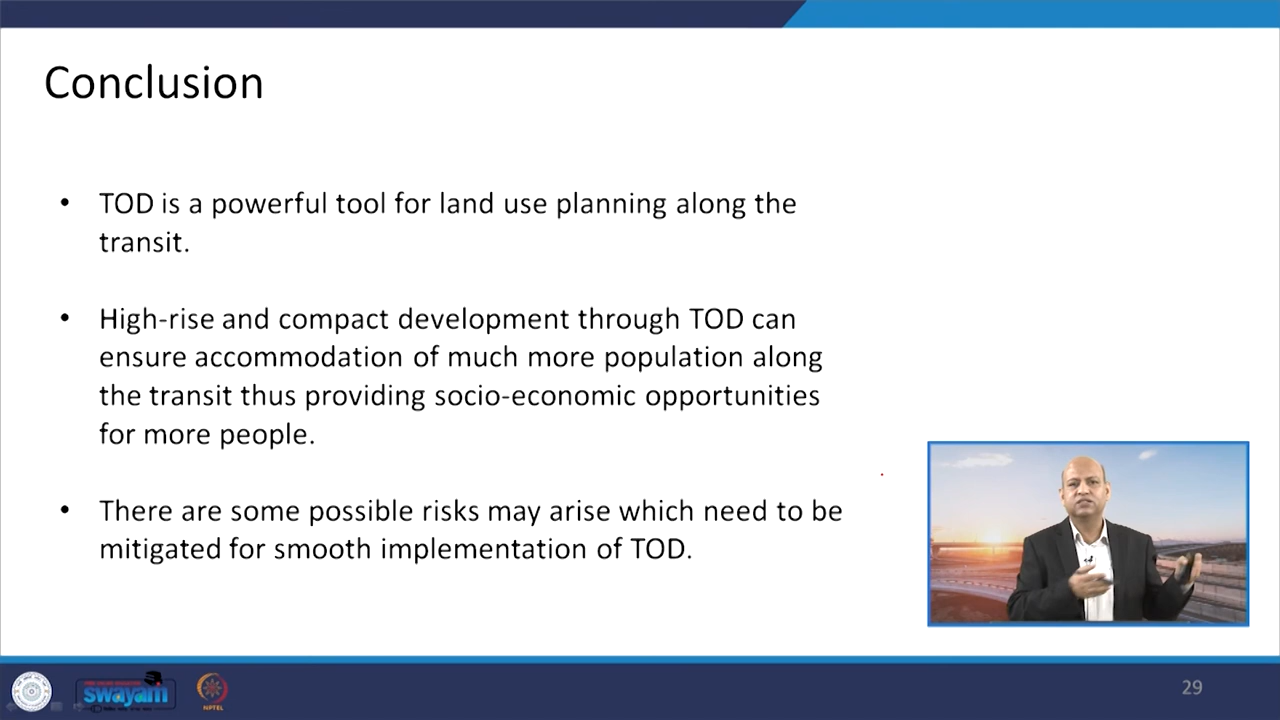 Conclusion
• TOD is a powerful tool for land use planning along the
transit.
• High-rise and compact development through TOD can
ensure accommodation of much more population along
the transit thus providing socio-economic opportunities
for more people.
• There are some possible risks may arise which need to be
mitigated for smooth implementation of TOD.
swayam
NPTEL
29